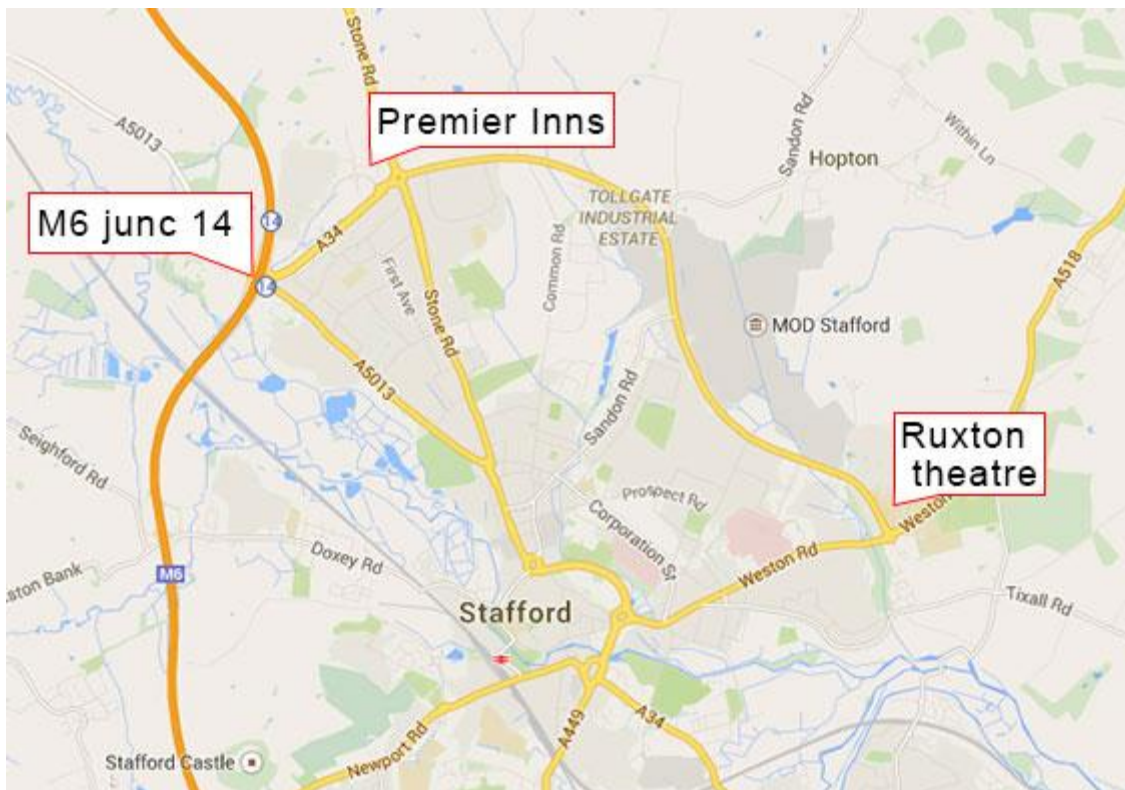 Stone Rd
A5013
Premier Inns
Sandon Rd
Hopton
Within Ln
M6 junc 14
14
TOLLGATE
INDUSTRIAL
ESTATE
A34
Common Rd
A518
First Ave
14
Stone Rd
MOD Stafford
A5013
Sandon Rd
Ruxton
theatre
Seighford Rd
Prospect Rd
Weston
Corporation St
Doxey Rd
Weston Rd
M6
ston Bank
Tixall Rd
Stafford
A449
A34
Newport Rd
Stafford Castle